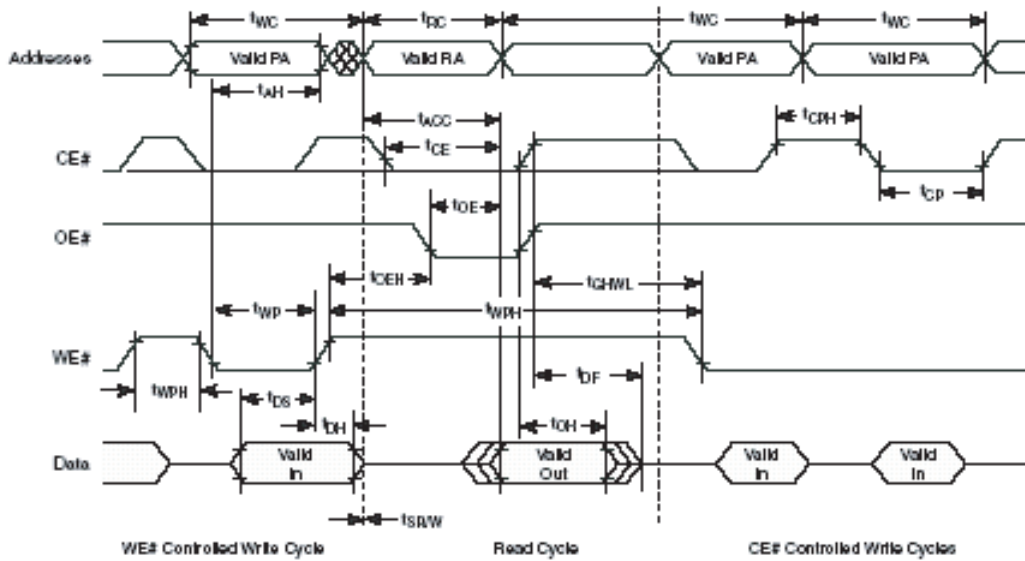 tWC tRC tWC tWC
Addresses Valid PA Valid RA Valid PA Valid PA
tAH
tACC tCPH
CE# tCE
tOE tCP
OE#
tOEH tGHWL
tWP tWPH
WE#
tWPH tDS tDF
tDH tOH
Data Valid In Valid Out Valid In Valid In
tSR/W
WE# Controlled Write Cycle Read Cycle CE# Controlled Write Cycles